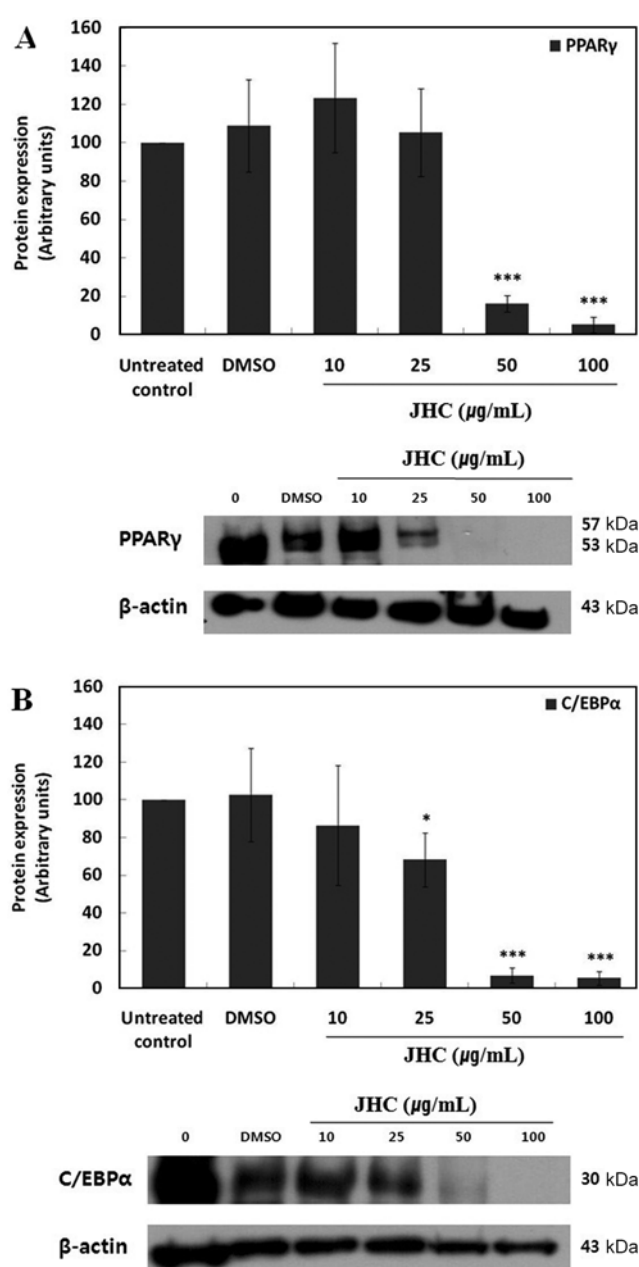 A
160
PPARγ
140
120
100
80
60
40
20
0
Protein expression
(Arbitrary units)
Untreated
control
DMSO
10
25
50
100
***
***
JHC (μg/mL)
JHC (μg/mL)
0
DMSO
10
25
50
100
PPARγ
57 kDa
53 kDa
β-actin
43 kDa
B
160
C/EBPα
140
120
100
80
60
40
20
0
Protein expression
(Arbitrary units)
*
***
***
Untreated
control
DMSO
10
25
50
100
JHC (μg/mL)
JHC (μg/mL)
0
DMSO
10
25
50
100
C/EBPα
30 kDa
β-actin
43 kDa